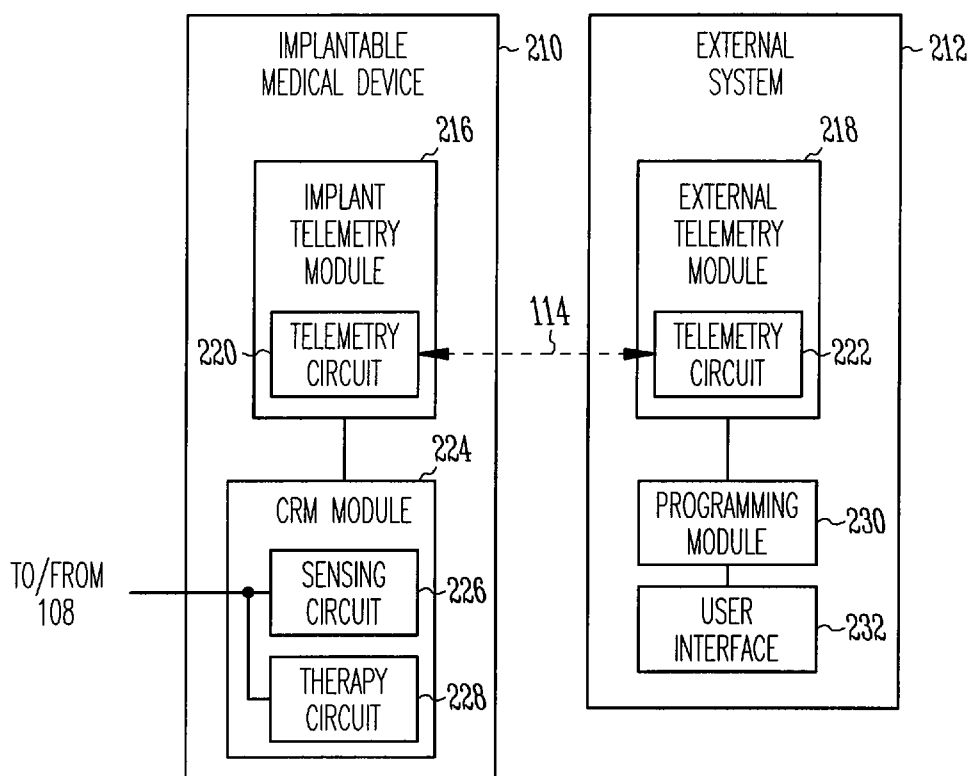 IMPLANTABLE
MEDICAL DEVICE
210
216
IMPLANT
TELEMETRY
MODULE
220
TELEMETRY
CIRCUIT
224
CRM MODULE
TO/FROM
108
SENSING
CIRCUIT
226
THERAPY
CIRCUIT
228
114
EXTERNAL
SYSTEM
212
218
EXTERNAL
TELEMETRY
MODULE
TELEMETRY
CIRCUIT
222
PROGRAMMING
MODULE
230
USER
INTERFACE
232